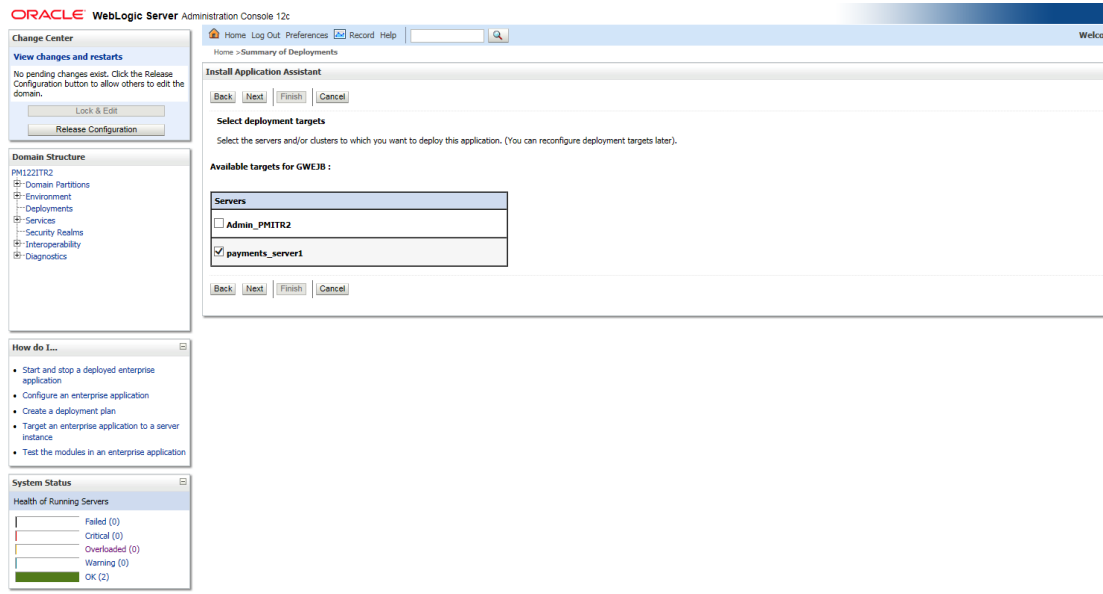 ORACLE WebLogic Server Administration Console 12c
Change Center
View changes and restarts
No pending changes exist. Click the Release
Configuration button to allow others to edit the
domain.
Lock & Edit
Release Configuration
Domain Structure
PM122ITR2
Domain Partitions
Environment
Deployments
Services
Security Realms
Interoperability
Diagnostics
How do I...
Start and stop a deployed enterprise
application
Configure an enterprise application
Create a deployment plan
Target an enterprise application to a server
instance
Test the modules in an enterprise application
System Status
Health of Running Servers
Failed (0)
Critical (0)
Overloaded (0)
Warning (0)
OK (2)
Home Log Out Preferences Record Help
Welco
Home >Summary of Deployments
Install Application Assistant
Back Next Finish Cancel
Select deployment targets
Select the servers and/or clusters to which you want to deploy this application. (You can reconfigure deployment targets later).
Available targets for GWEJB :
Servers
Admin_PMITR2
payments_server1
Back Next Finish Cancel